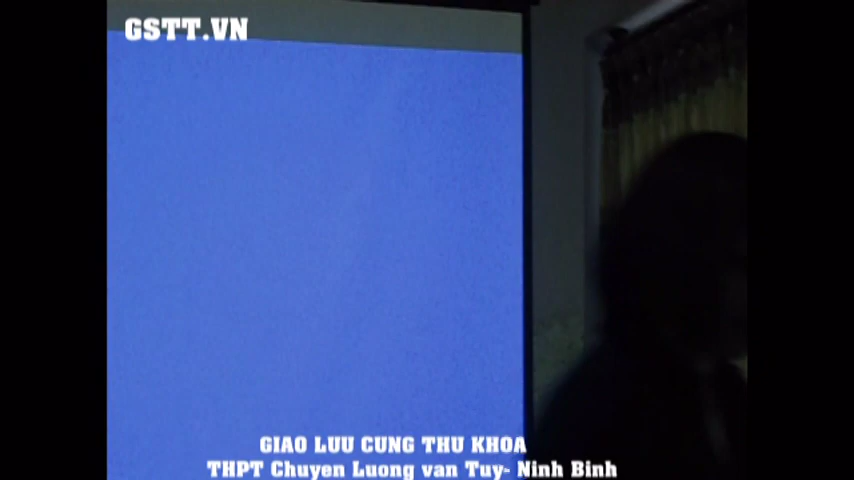 GSTT.VN
GIAO LUU CUNG THU KHOA
THPT Chuyen Luong van Tuy- Ninh Binh